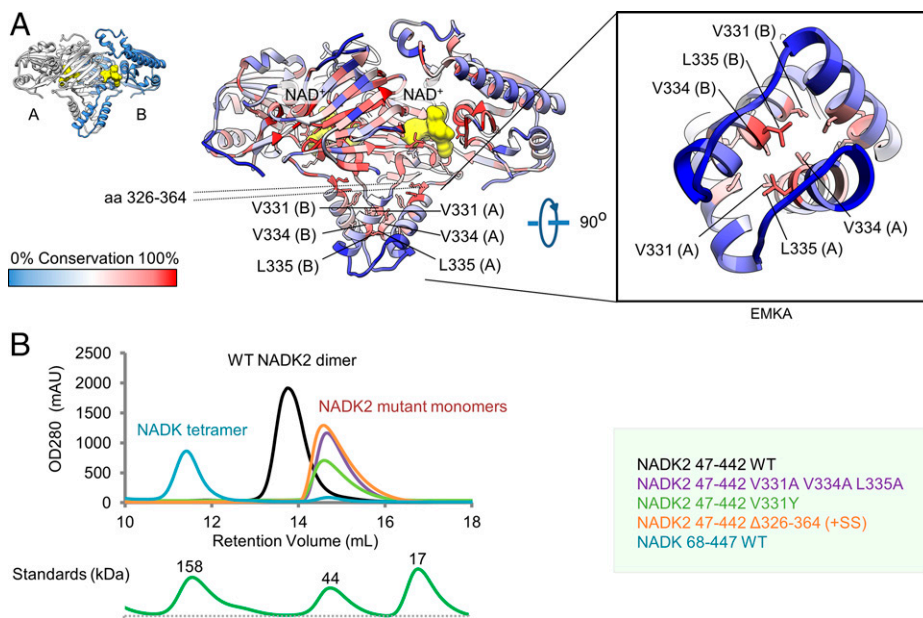 A
A
B
NAD+
NAD+
aa 326-364
V331 (B)
V331 (A)
V334 (B)
V334 (A)
L335 (B)
L335 (A)
0% Conservation 100%
90o
V331 (B)
L335 (B)
V334 (B)
V331 (A)
L335 (A)
V334 (A)
EMKA
B
OD280 (mAU)
2500
2000
1500
1000
500
0
WT NADK2 dimer
NADK tetramer
NADK2 mutant monomers
10
12
14
16
18
Retention Volume (mL)
Standards (kDa)
158
44
17
NADK2 47-442 WT
NADK2 47-442 V331A V334A L335A
NADK2 47-442 V331Y
NADK2 47-442 Δ326-364 (+SS)
NADK 68-447 WT